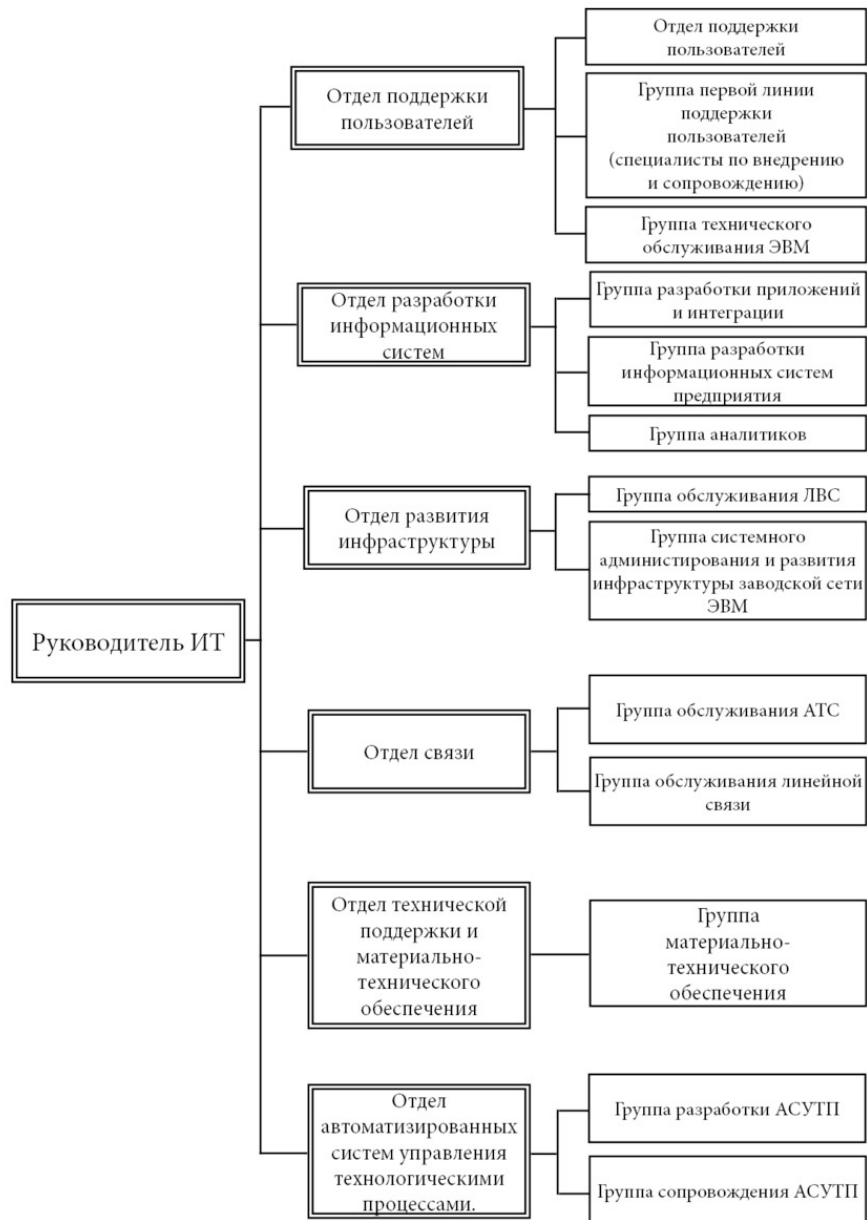 Руководитель ИТ
Отдел поддержки
пользователей
Отдел поддержки
пользователей
Группа первой линии
поддержки
пользователей
(специалисты по внедрению
и сопровождению)
Группа технического
обслуживания ЭВМ
Отдел разработки
информационных
систем
Группа разработки приложений
и интеграции
Группа разработки
информационных систем
предприятия
Группа аналитиков
Отдел развития
инфраструктуры
Группа обслуживания ЛВС
Группа системного
администирования и развития
инфраструктуры заводской сети
ЭВМ
Отдел связи
Группа обслуживания АТС
Группа обслуживания линейной
связи
Отдел технической
поддержки и
материально-
технического
обеспечения
Группа
материально-
технического
обеспечения
Отдел
автоматизированных
систем управления
технологическими
процессами.
Группа разработки АСУТП
Группа сопровождения АСУТП